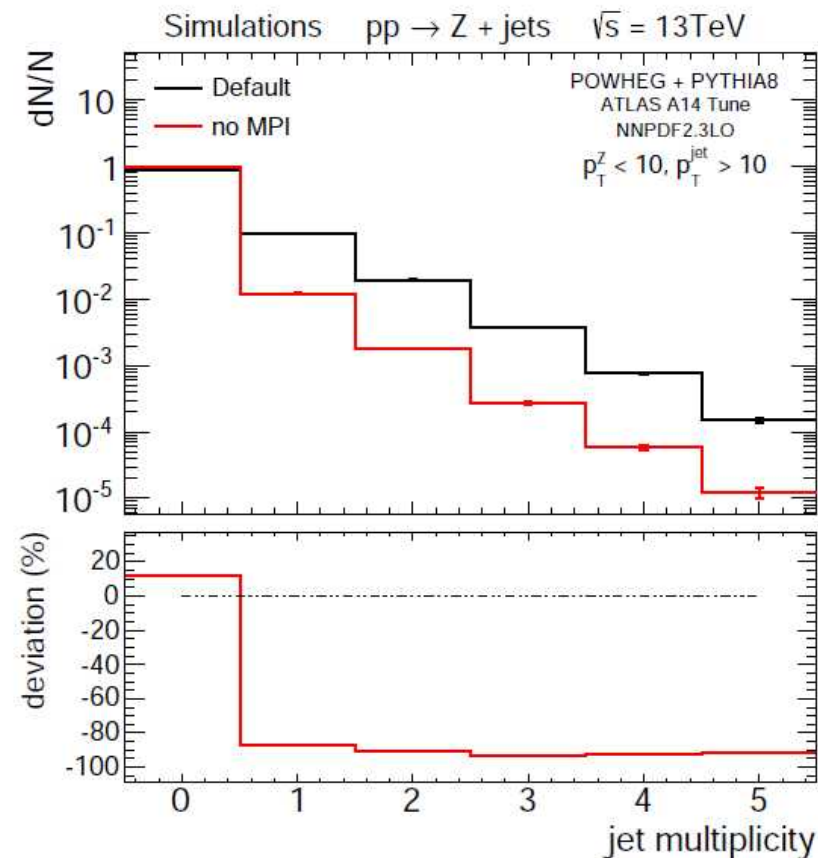 Simulations pp → Z + jets √s = 13TeV
dN/N
Default
no MPI
POWHEG + PYTHIA8
ATLAS A14 Tune
NNPDF2.3LO
p_T^Z < 10, p_T^jet > 10
10
1
10^-1
10^-2
10^-3
10^-4
10^-5
deviation (%)
20
0
-20
-40
-60
-80
-100
0 1 2 3 4 5
jet multiplicity